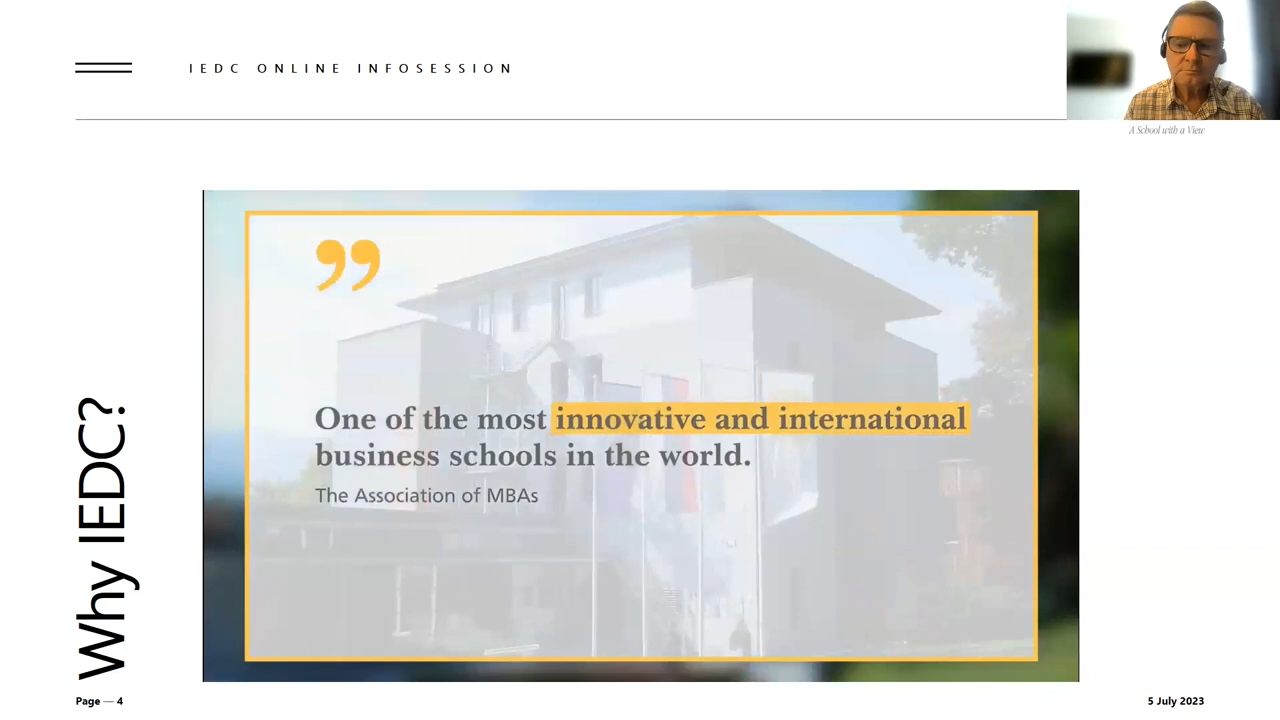 IEDC ONLINE INFOSESSION
A School with a View
”
One of the most innovative and international
business schools in the world.
The Association of MBAs
Why IEDC?
Page — 4
5 July 2023